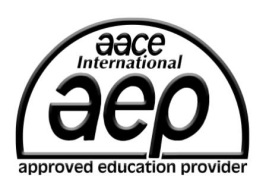 aace
International
aep
approved education provider